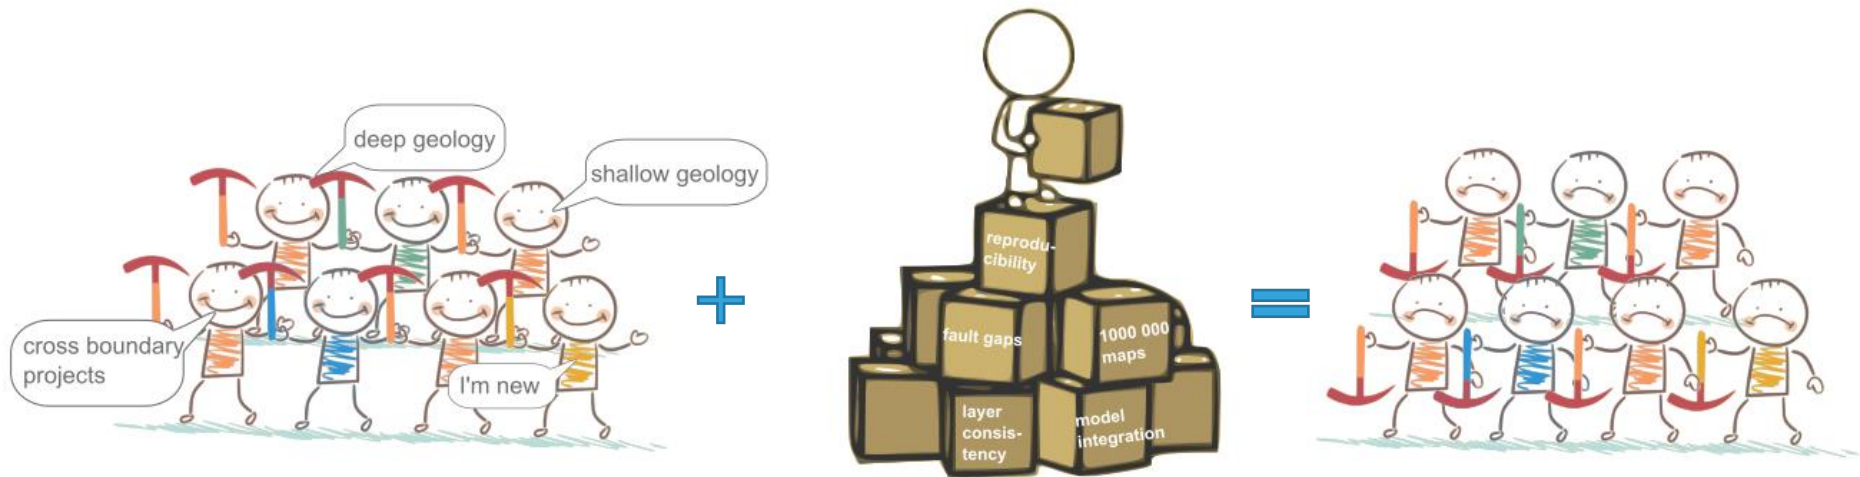 deep geology
shallow geology
cross boundary
projects
I'm new
+
reprodu-
cibility
fault gaps
1000 000
maps
layer
consis-
tency
model
integration
=